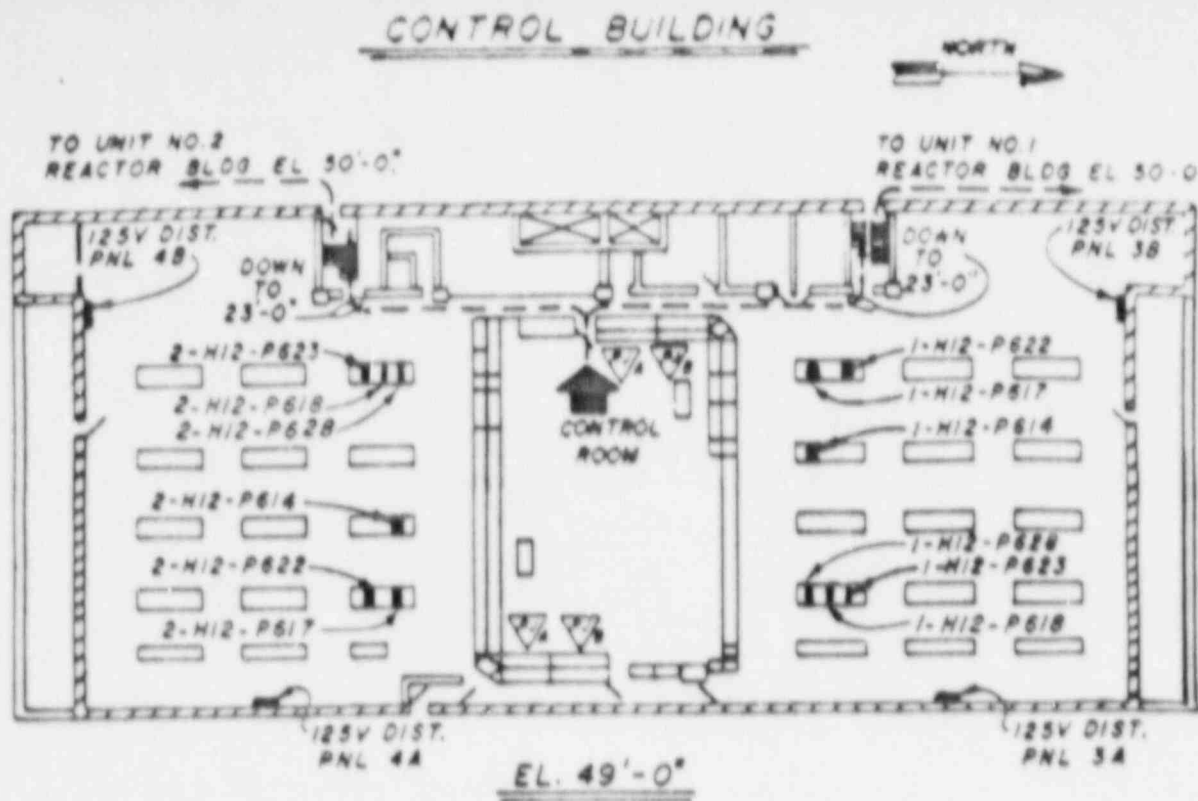 CONTROL BUILDING
NORTH
TO UNIT NO.2
REACTOR BLDG EL 50'-0"
TO UNIT NO.1
REACTOR BLDG EL 50-0
125V DIST.
PNL 4B
DOWN
TO
23'-0"
DOWN
TO
23'-0"
125V DIST.
PNL 3B
2-H12-P623
2-H12-P618
2-H12-P628
1-H12-P622
1-H12-P617
1-H12-P614
CONTROL
ROOM
A
B
2-H12-P614
2-H12-P622
2-H12-P617
1-H12-P623
1-H12-P618
A
B
125V DIST.
PNL 4A
125V DIST.
PNL 3A
EL. 49'-0"